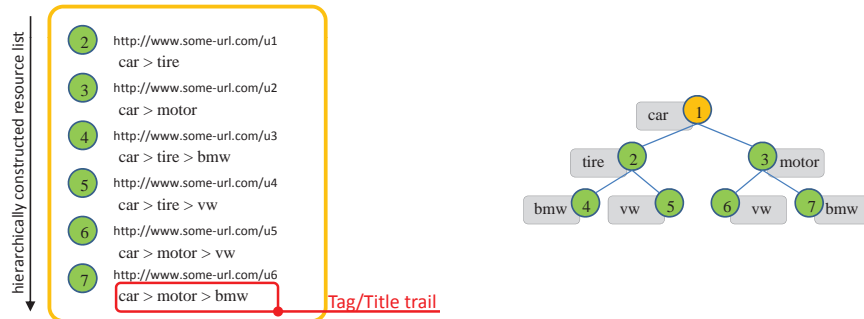 hierarchically constructed resource list
2 http://www.some-url.com/u1
car > tire
3 http://www.some-url.com/u2
car > motor
4 http://www.some-url.com/u3
car > tire > bmw
5 http://www.some-url.com/u4
car > tire > vw
6 http://www.some-url.com/u5
car > motor > vw
7 http://www.some-url.com/u6
car > motor > bmw
Tag/Title trail
car 1
tire 2 3 motor
bmw 4 vw 5 6 vw 7 bmw